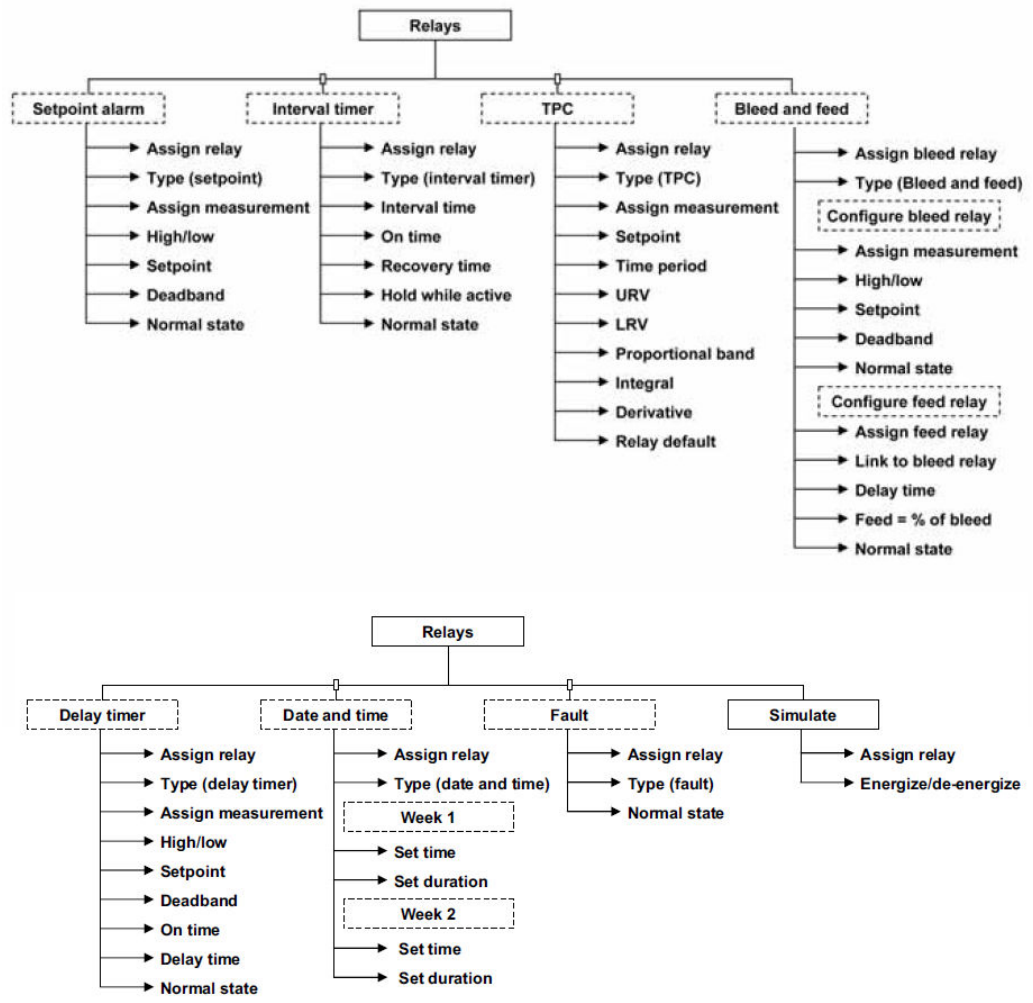 Relays
Setpoint alarm
Assign relay
Type (setpoint)
Assign measurement
High/low
Setpoint
Deadband
Normal state
Interval timer
Assign relay
Type (interval timer)
Interval time
On time
Recovery time
Hold while active
Normal state
TPC
Assign relay
Type (TPC)
Assign measurement
Setpoint
Time period
URV
LRV
Proportional band
Integral
Derivative
Relay default
Bleed and feed
Assign bleed relay
Type (Bleed and feed)
Configure bleed relay
Assign measurement
High/low
Setpoint
Deadband
Normal state
Configure feed relay
Assign feed relay
Link to bleed relay
Delay time
Feed = % of bleed
Normal state
Relays
Delay timer
Assign relay
Type (delay timer)
Assign measurement
High/low
Setpoint
Deadband
On time
Delay time
Normal state
Date and time
Assign relay
Type (date and time)
Week 1
Set time
Set duration
Week 2
Set time
Set duration
Fault
Assign relay
Type (fault)
Normal state
Simulate
Assign relay
Energize/de-energize